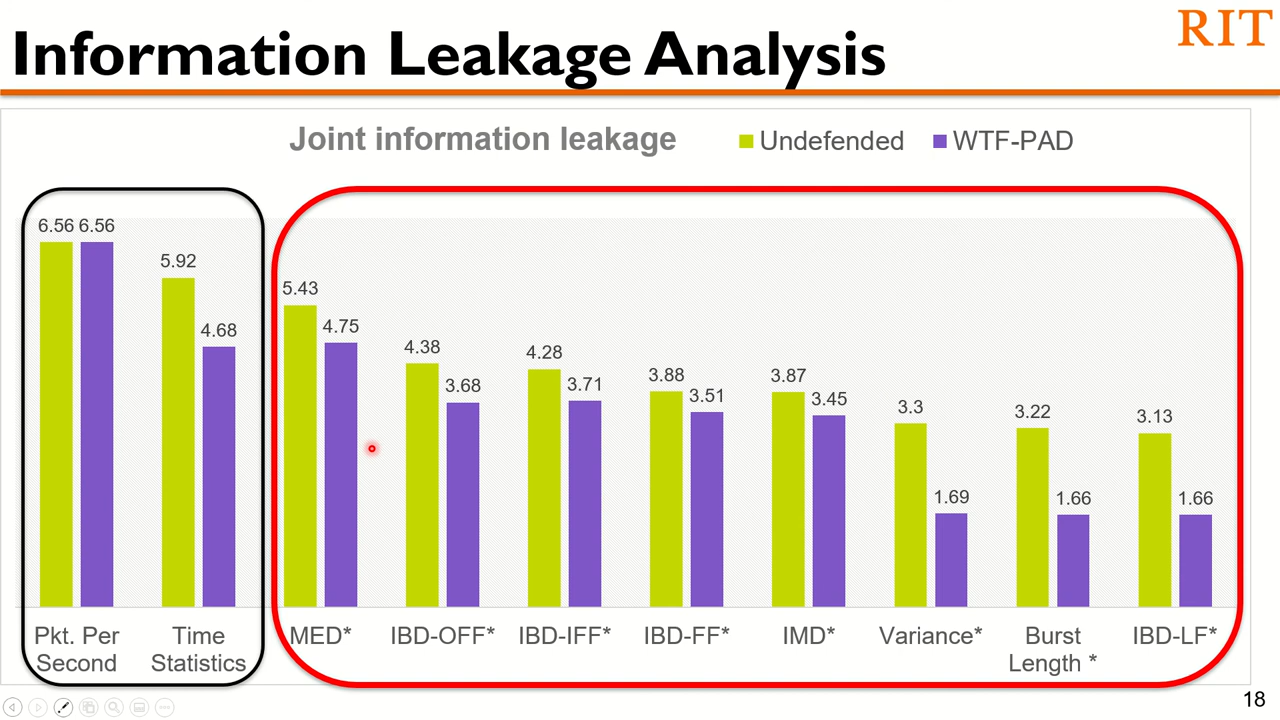 RIT
Information Leakage Analysis
Joint information leakage
Undefended
WTF-PAD
6.56 6.56
5.92
4.68
5.43
4.75
4.38
3.68
4.28
3.71
3.88
3.51
3.87
3.45
3.3
1.69
3.22
1.66
3.13
1.66
Pkt. Per
Second
Time
Statistics
MED*
IBD-OFF*
IBD-IFF*
IBD-FF*
IMD*
Variance*
Burst
Length *
IBD-LF*
18